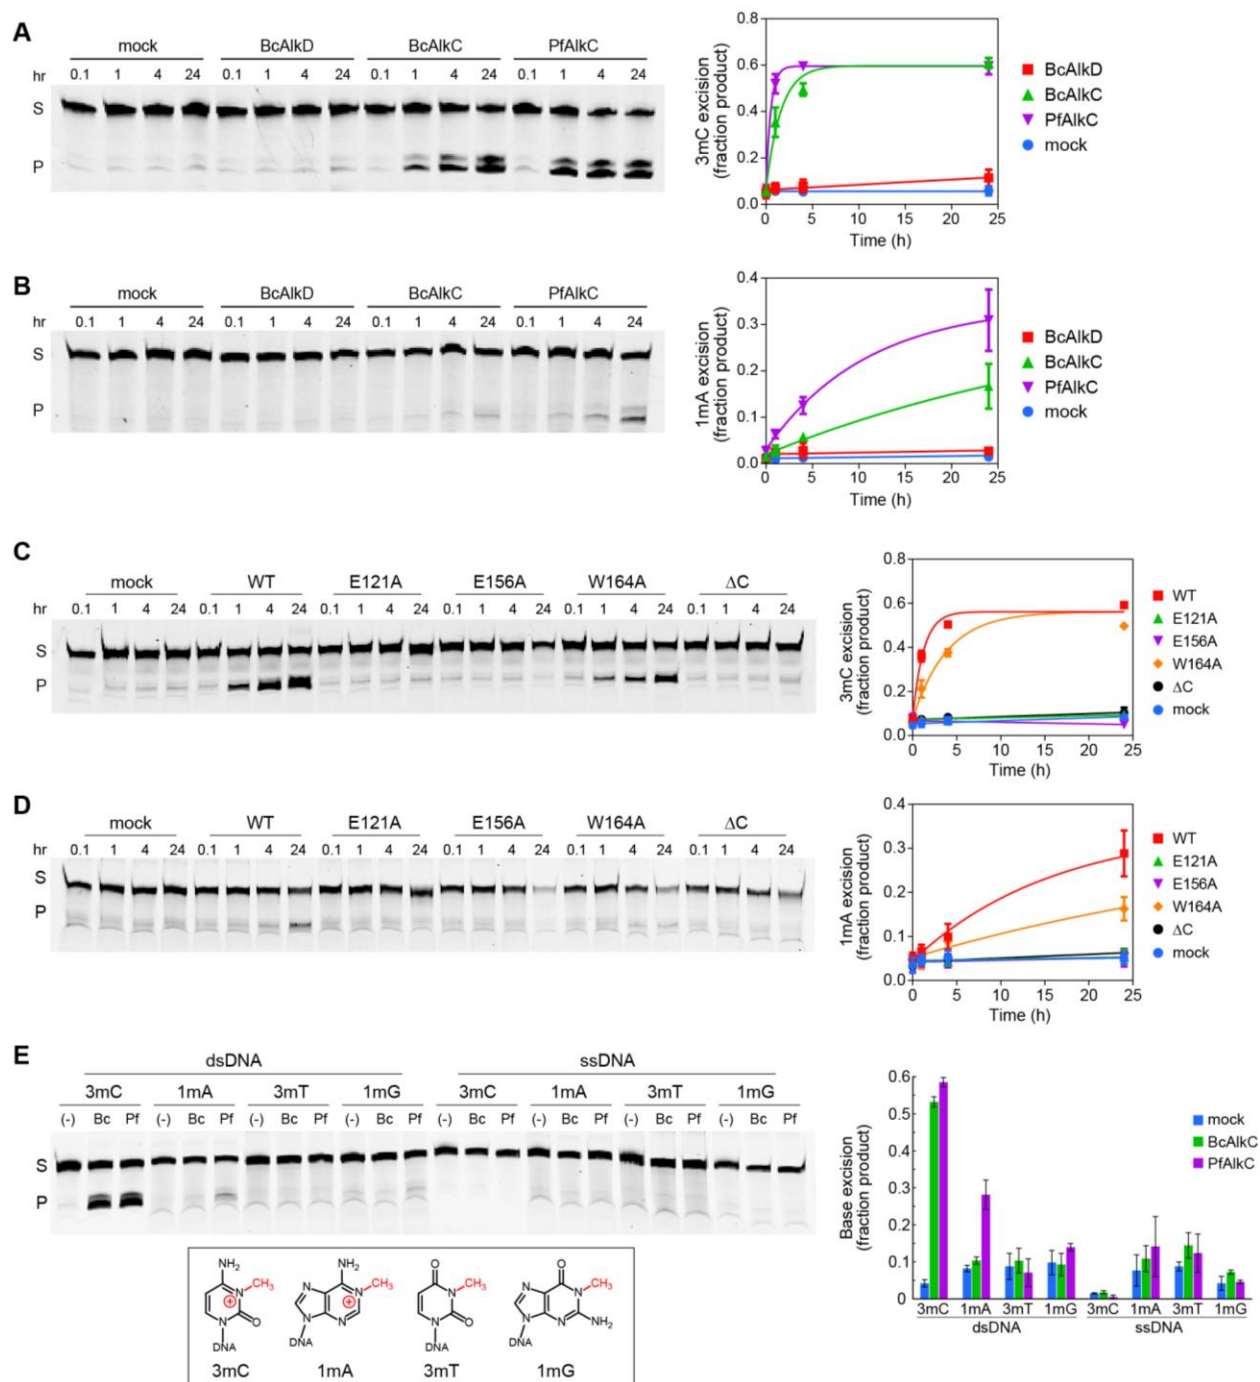 A
mock BcAlkD BcAlkC PfAlkC
hr 0.1 1 4 24 0.1 1 4 24 0.1 1 4 24 0.1 1 4 24
S
P
3mC excision
(fraction product)
0.8
0.6
0.4
0.2
0.0
0 5 10 15 20 25
Time (h)
BcAlkD
BcAlkC
PfAlkC
mock
B
mock BcAlkD BcAlkC PfAlkC
hr 0.1 1 4 24 0.1 1 4 24 0.1 1 4 24 0.1 1 4 24
S
P
1mA excision
(fraction product)
0.4
0.3
0.2
0.1
0.0
0 5 10 15 20 25
Time (h)
BcAlkD
BcAlkC
PfAlkC
mock
C
mock WT E121A E156A W164A ΔC
hr 0.1 1 4 24 0.1 1 4 24 0.1 1 4 24 0.1 1 4 24 0.1 1 4 24 0.1 1 4 24
S
P
3mC excision
(fraction product)
0.8
0.6
0.4
0.2
0.0
0 5 10 15 20 25
Time (h)
WT
E121A
E156A
W164A
ΔC
mock
D
mock WT E121A E156A W164A ΔC
hr 0.1 1 4 24 0.1 1 4 24 0.1 1 4 24 0.1 1 4 24 0.1 1 4 24 0.1 1 4 24
S
P
1mA excision
(fraction product)
0.4
0.3
0.2
0.1
0.0
0 5 10 15 20 25
Time (h)
WT
E121A
E156A
W164A
ΔC
mock
E
dsDNA ssDNA
3mC 1mA 3mT 1mG 3mC 1mA 3mT 1mG
(-) Bc Pf (-) Bc Pf (-) Bc Pf (-) Bc Pf (-) Bc Pf (-) Bc Pf (-) Bc Pf (-) Bc Pf
S
P
NH₂ NH₂ O O
N CH₃ N N CH₃ N CH₃ N N CH₃
N O N N N O N N NH₂
DNA DNA DNA DNA
3mC 1mA 3mT 1mG
Base excision
(fraction product)
0.6
0.5
0.4
0.3
0.2
0.1
0
mock
BcAlkC
PfAlkC
3mC 1mA 3mT 1mG 3mC 1mA 3mT 1mG
dsDNA ssDNA